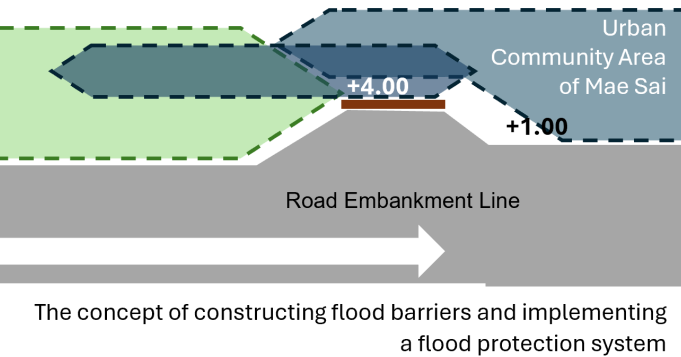 Urban
Community Area
of Mae Sai
+4.00
+1.00
Road Embankment Line
The concept of constructing flood barriers and implementing
a flood protection system